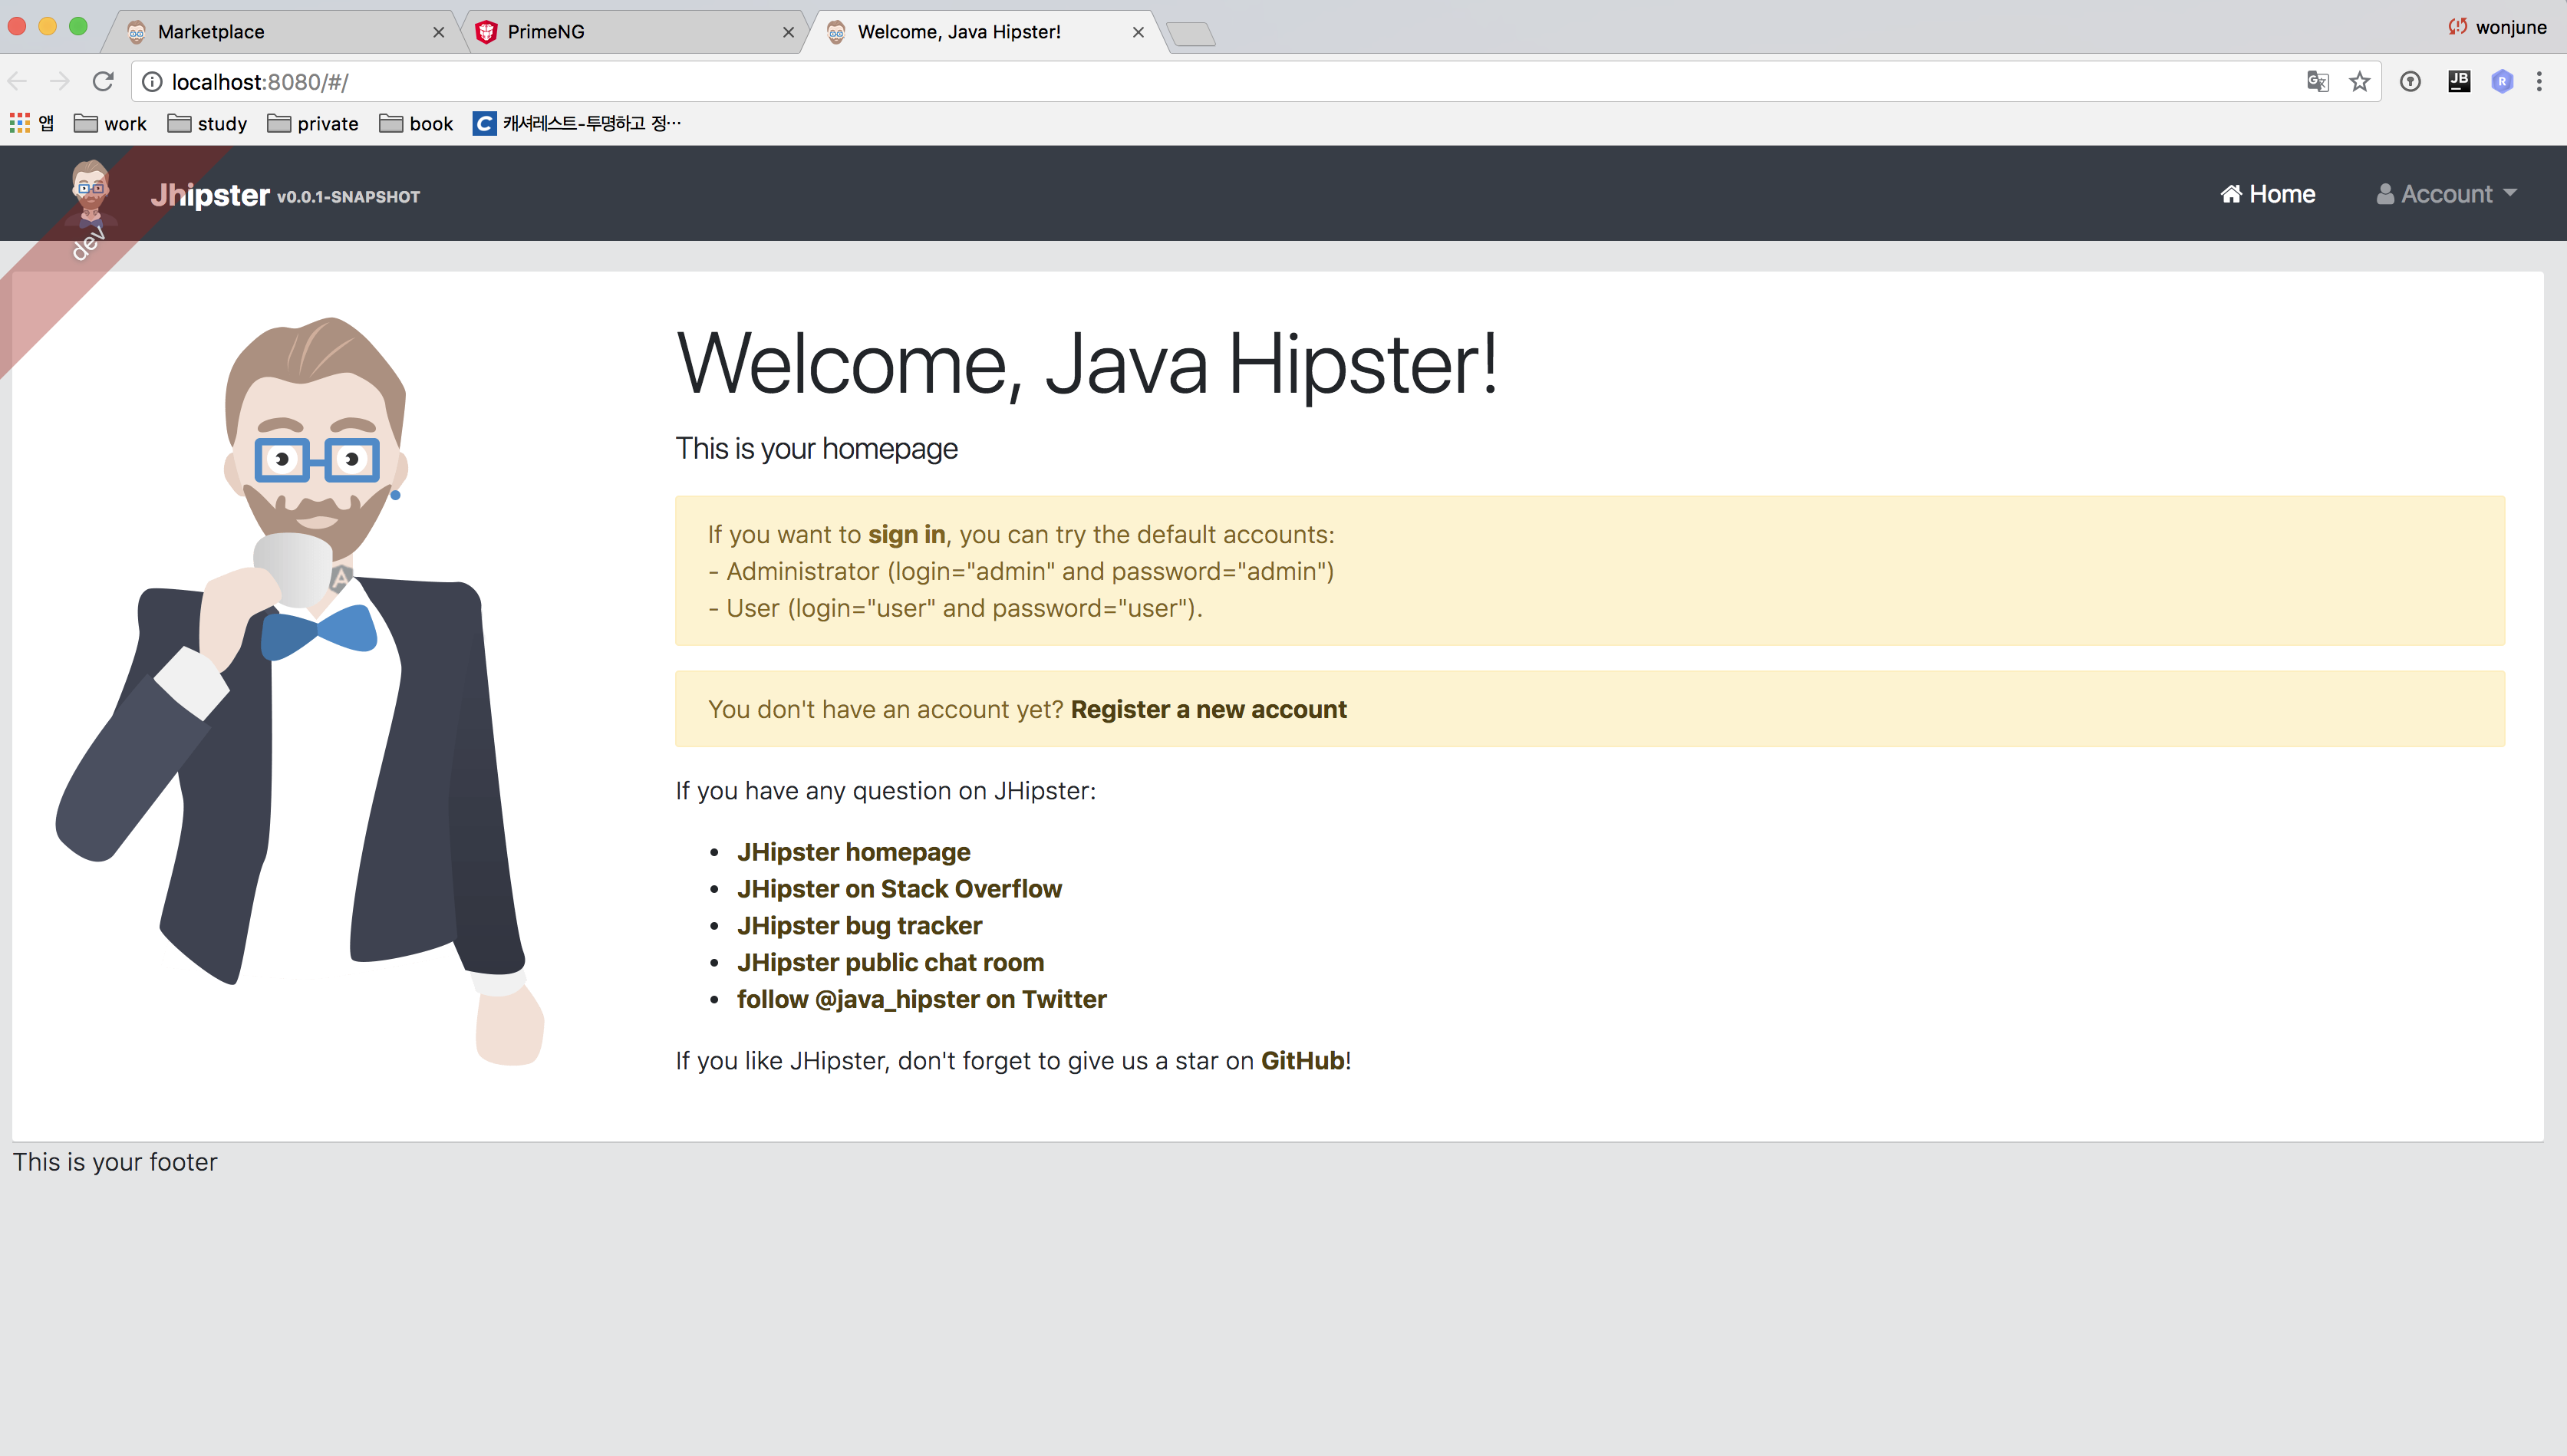 Marketplace
PrimeNG
Welcome, Java Hipster!
wonjune
localhost:8080/#/
JB
R
앱
work
study
private
book
C
캐셔레스트-투명하고 정…
Jhipster v0.0.1-SNAPSHOT
Home
Account
dev
A
Welcome, Java Hipster!
This is your homepage
If you want to sign in, you can try the default accounts:
- Administrator (login="admin" and password="admin")
- User (login="user" and password="user").
You don't have an account yet? Register a new account
If you have any question on JHipster:
• JHipster homepage
• JHipster on Stack Overflow
• JHipster bug tracker
• JHipster public chat room
• follow @java_hipster on Twitter
If you like JHipster, don't forget to give us a star on GitHub!
This is your footer